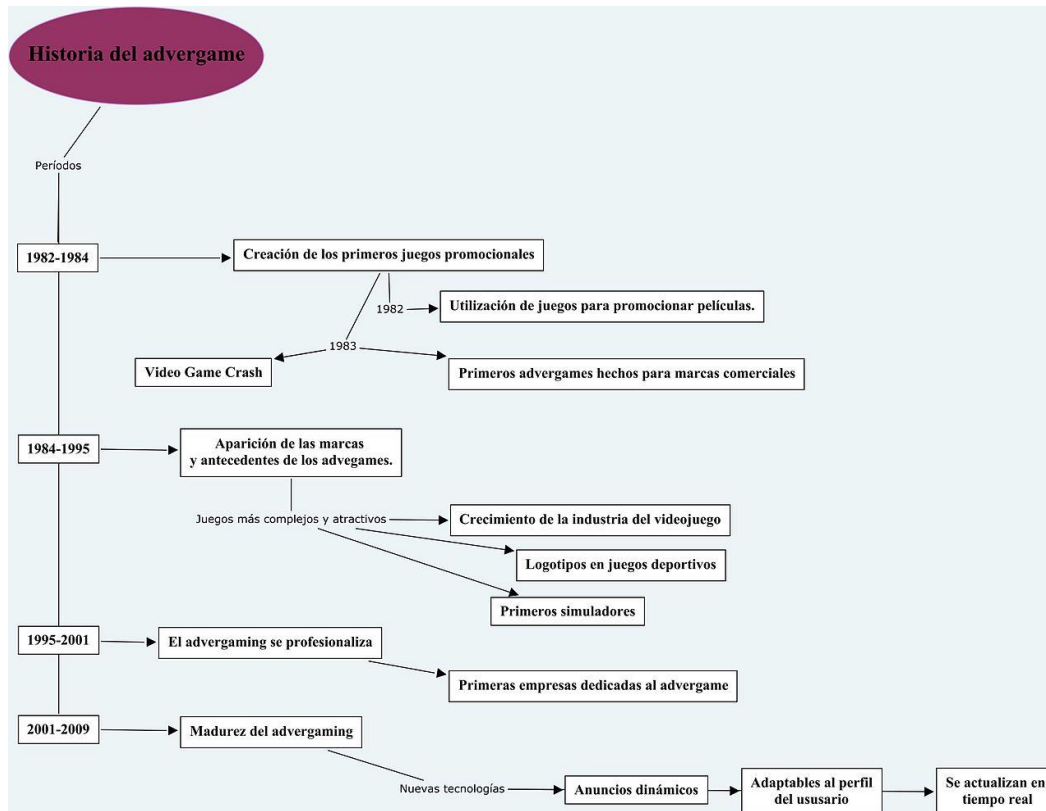 Historia del advergame
Períodos
1982-1984
Creación de los primeros juegos promocionales
1982
Utilización de juegos para promocionar películas.
1983
Video Game Crash
Primeros advergames hechos para marcas comerciales
1984-1995
Aparición de las marcas
y antecedentes de los advegames.
Juegos más complejos y atractivos
Crecimiento de la industria del videojuego
Logotipos en juegos deportivos
Primeros simuladores
1995-2001
El advergaming se profesionaliza
Primeras empresas dedicadas al advergame
2001-2009
Madurez del advergaming
Nuevas tecnologías
Anuncios dinámicos
Adaptables al perfil
del ususario
Se actualizan en
tiempo real